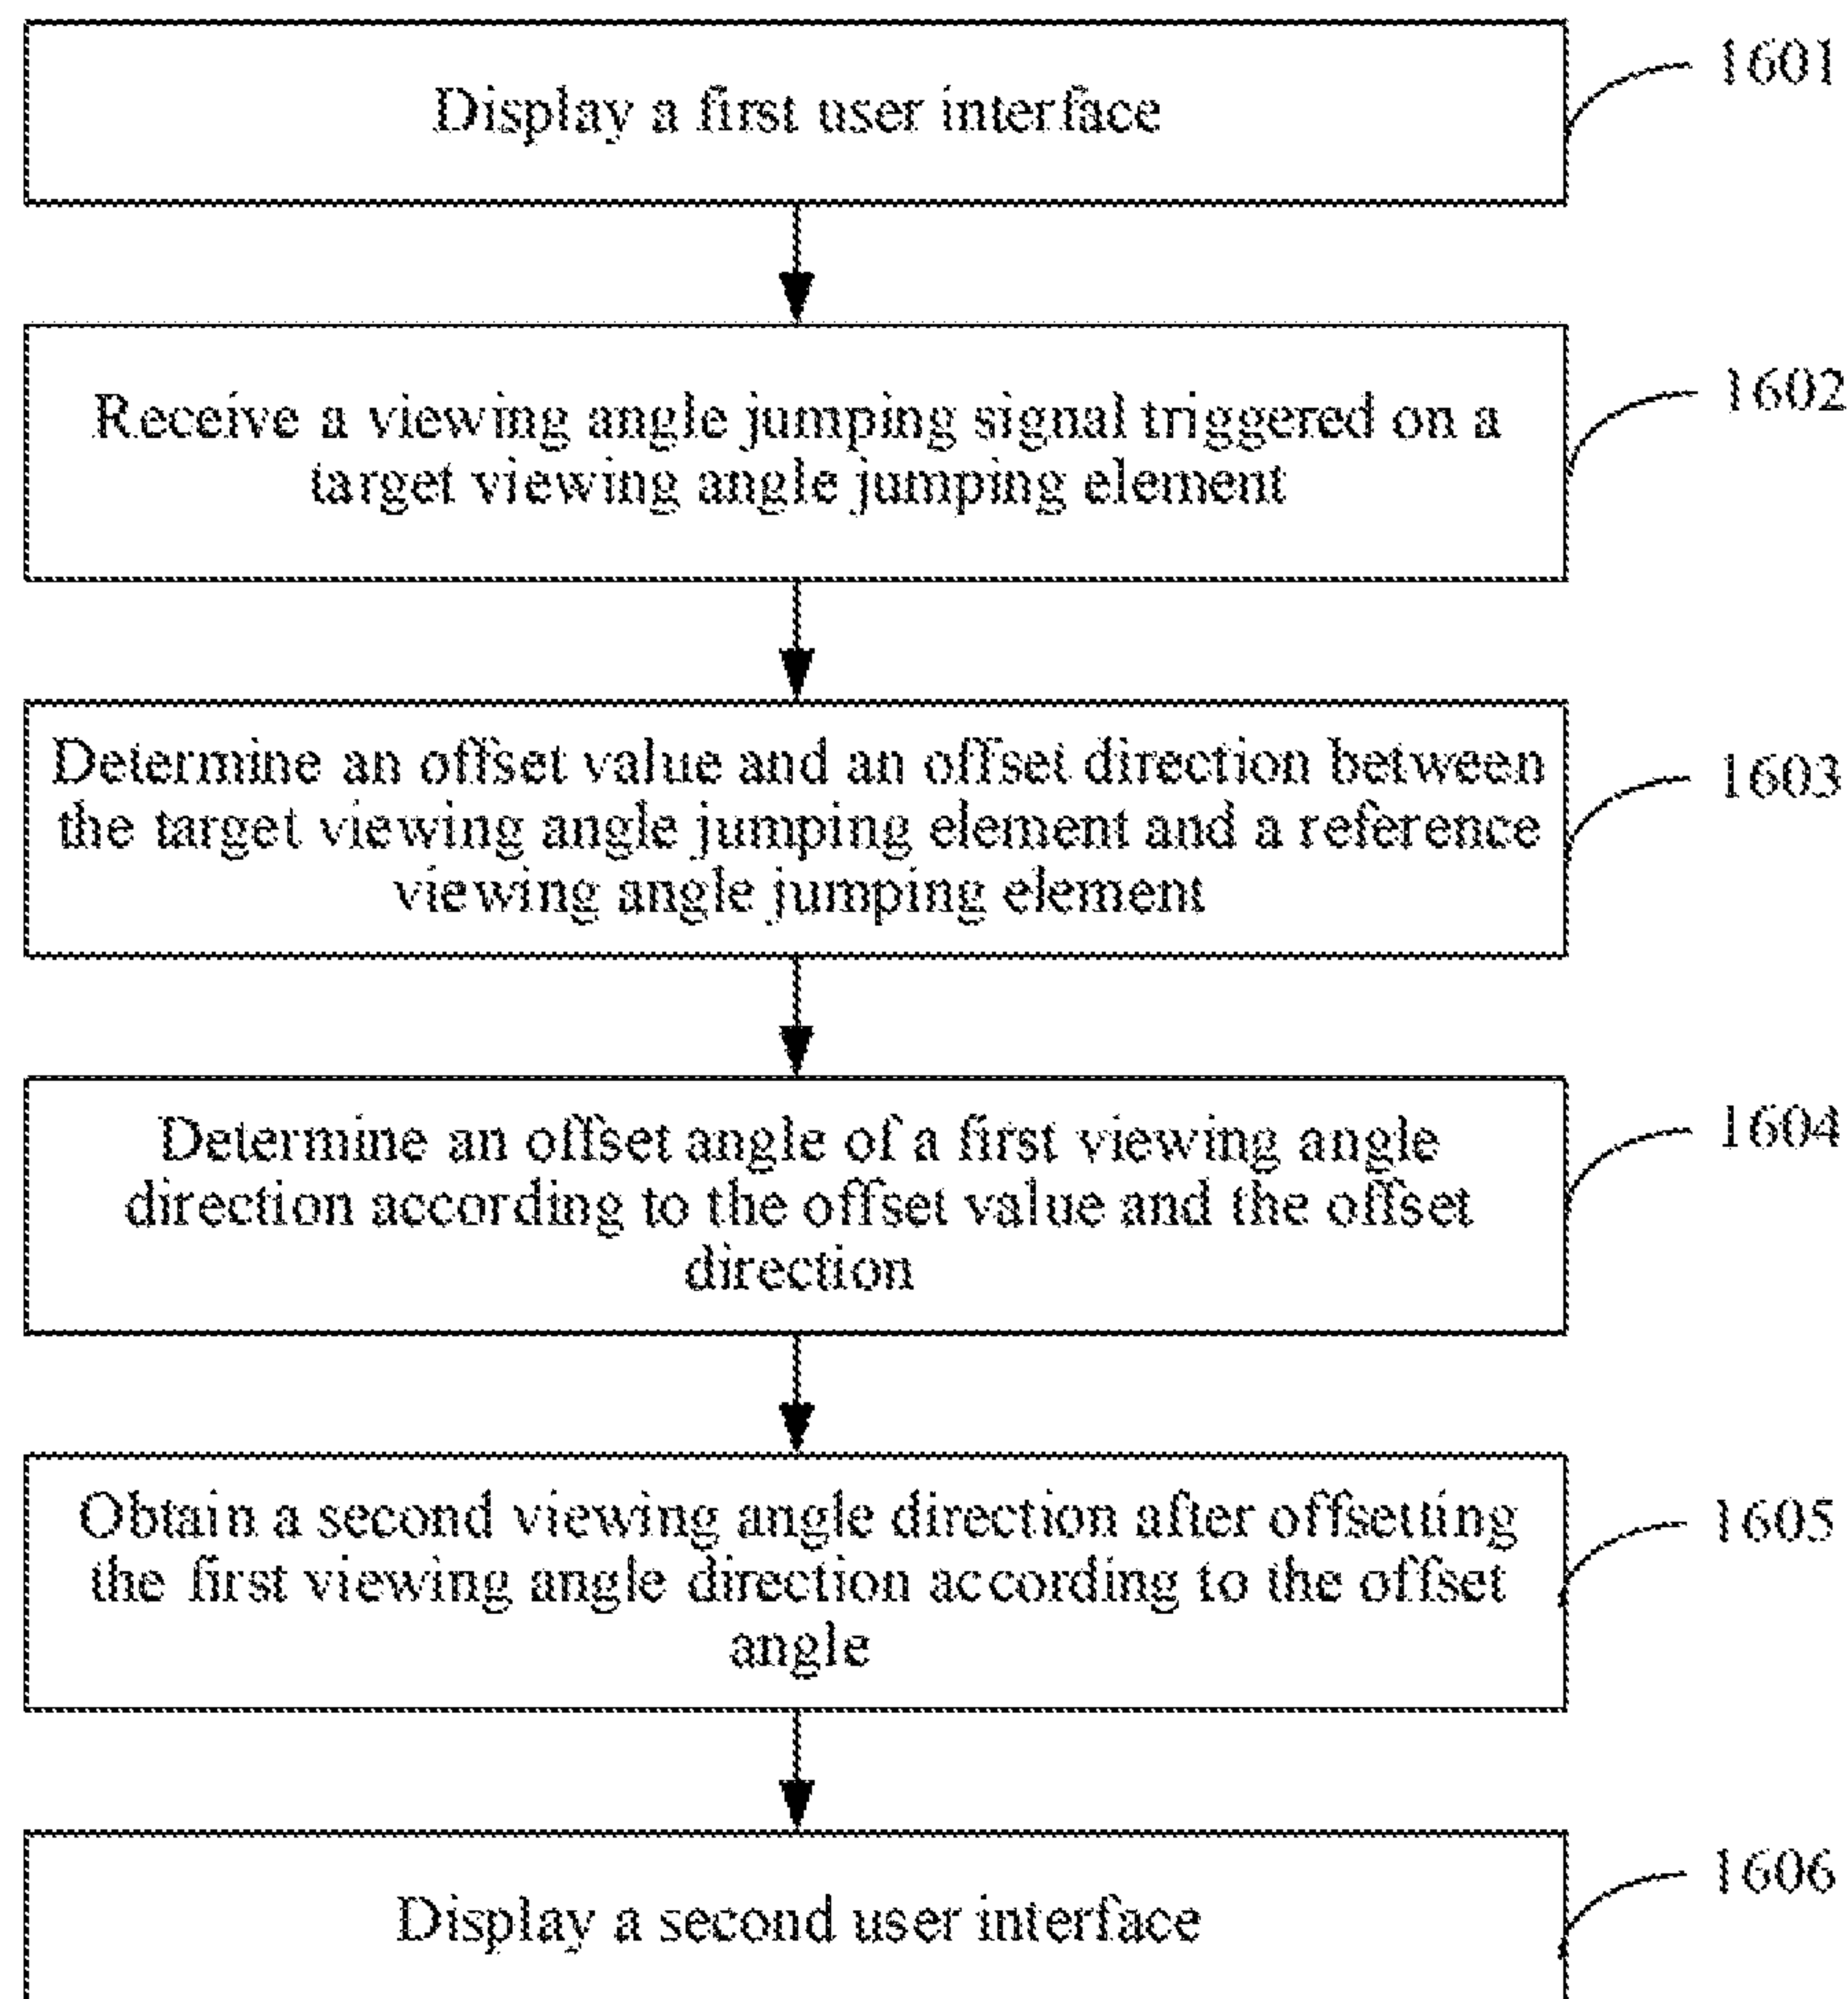 Display a first user interface
1601
Receive a viewing angle jumping signal triggered on a
target viewing angle jumping element
1602
Determine an offset value and an offset direction between
the target viewing angle jumping element and a reference
viewing angle jumping element
1603
Determine an offset angle of a first viewing angle
direction according to the offset value and the offset
direction
1604
Obtain a second viewing angle direction after offsetting
the first viewing angle direction according to the offset
angle
1605
Display a second user interface
1606